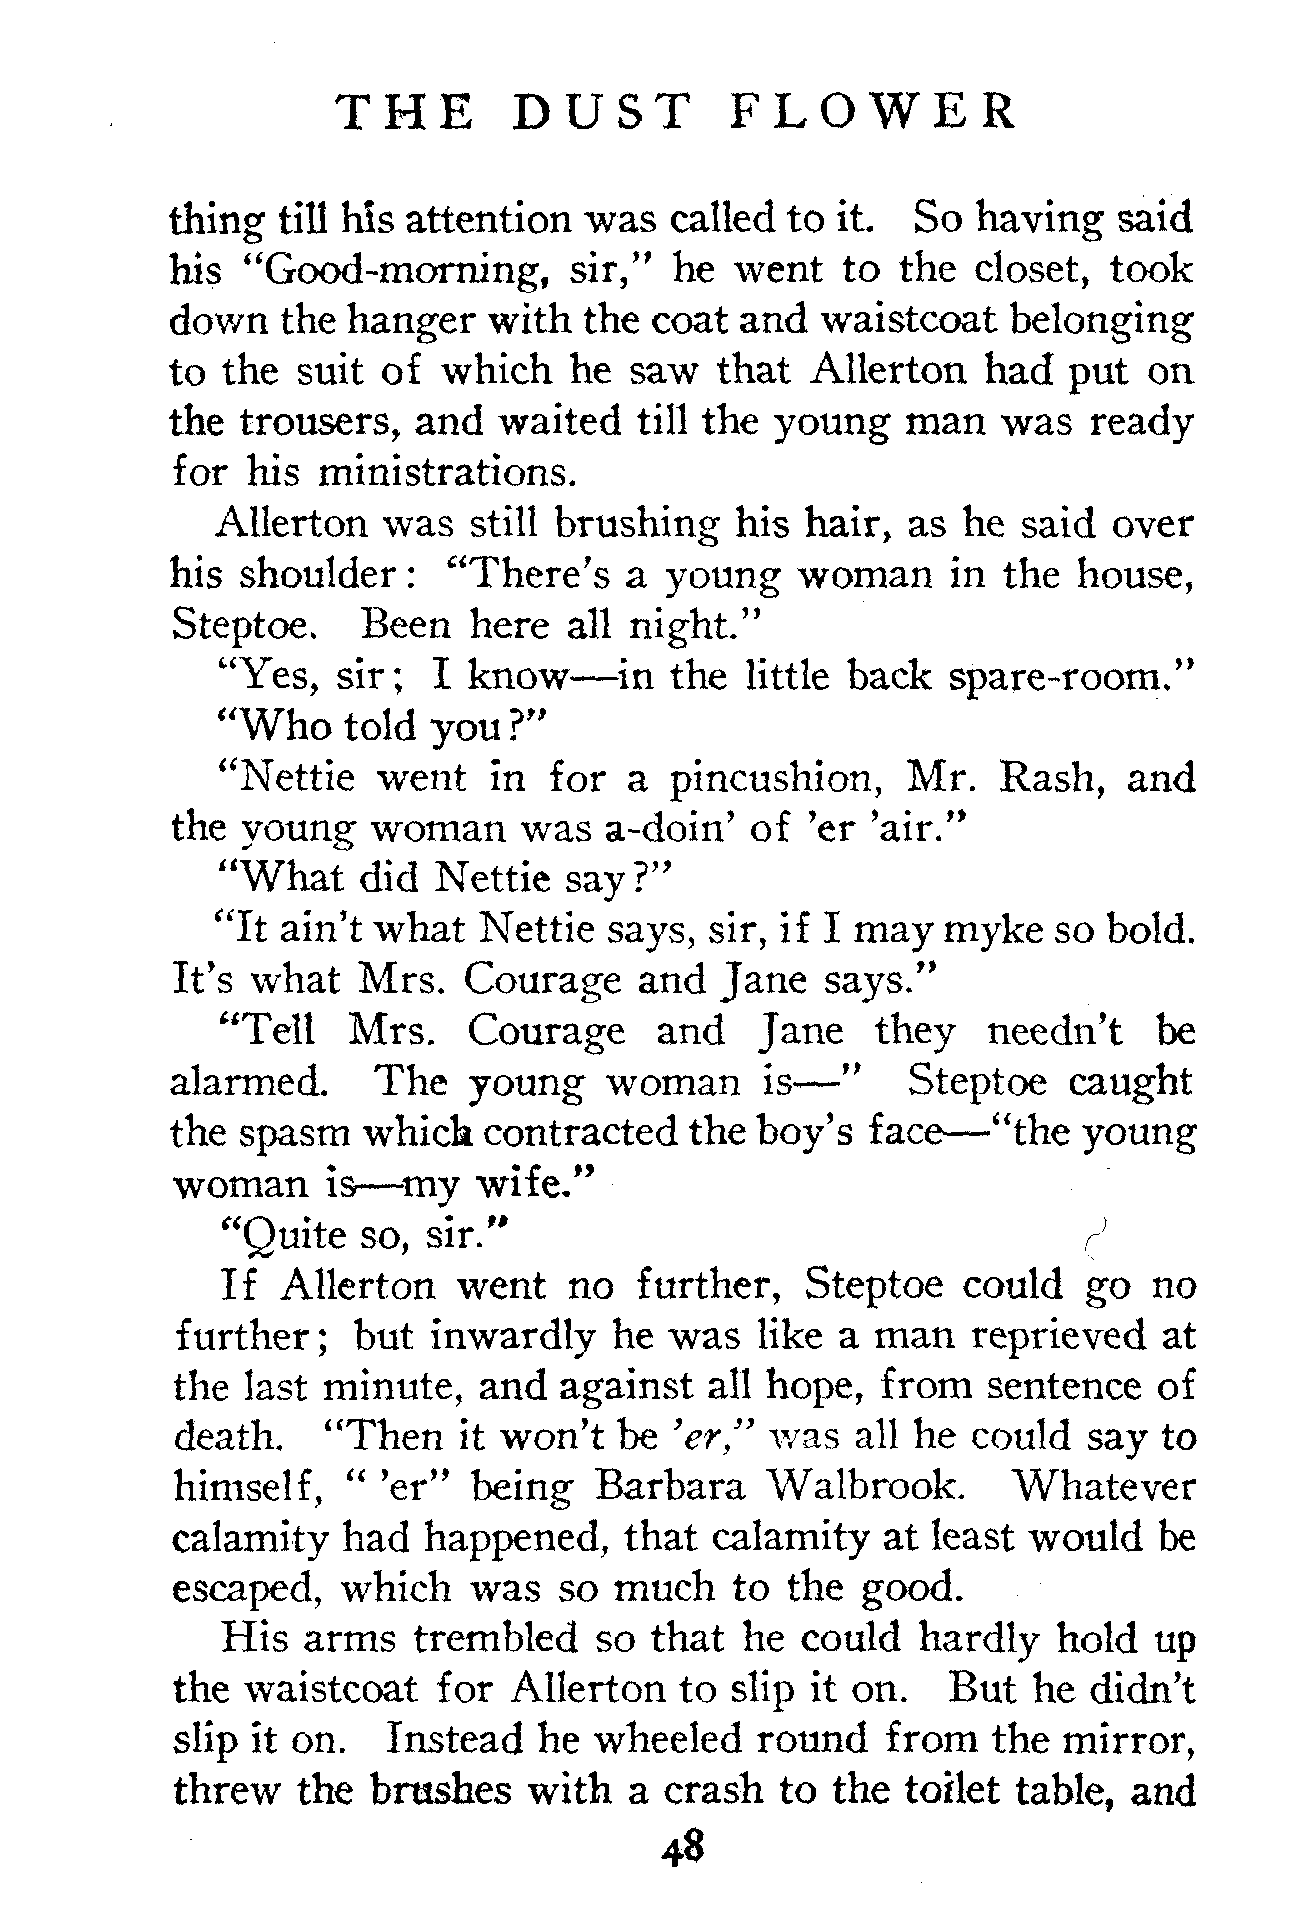 THE DUST FLOWER
thing till his attention was called to it. So having said
his "Good-morning, sir," he went to the closet, took
down the hanger with the coat and waistcoat belonging
to the suit of which he saw that Allerton had put on
the trousers, and waited till the young man was ready
for his ministrations.
Allerton was still brushing his hair, as he said over
his shoulder: "There's a young woman in the house,
Steptoe. Been here all night."
"Yes, sir; I know—in the little back spare-room."
"Who told you?"
"Nettie went in for a pincushion, Mr. Rash, and
the young woman was a-doin' of 'er 'air."
"What did Nettie say?"
"It ain't what Nettie says, sir, if I may myke so bold.
It's what Mrs. Courage and Jane says."
"Tell Mrs. Courage and Jane they needn't be
alarmed. The young woman is—" Steptoe caught
the spasm which contracted the boy's face—"the young
woman is—my wife."
"Quite so, sir."
If Allerton went no further, Steptoe could go no
further; but inwardly he was like a man reprieved at
the last minute, and against all hope, from sentence of
death. "Then it won't be 'er," was all he could say to
himself, " 'er" being Barbara Walbrook. Whatever
calamity had happened, that calamity at least would be
escaped, which was so much to the good.
His arms trembled so that he could hardly hold up
the waistcoat for Allerton to slip it on. But he didn't
slip it on. Instead he wheeled round from the mirror,
threw the brushes with a crash to the toilet table, and
48